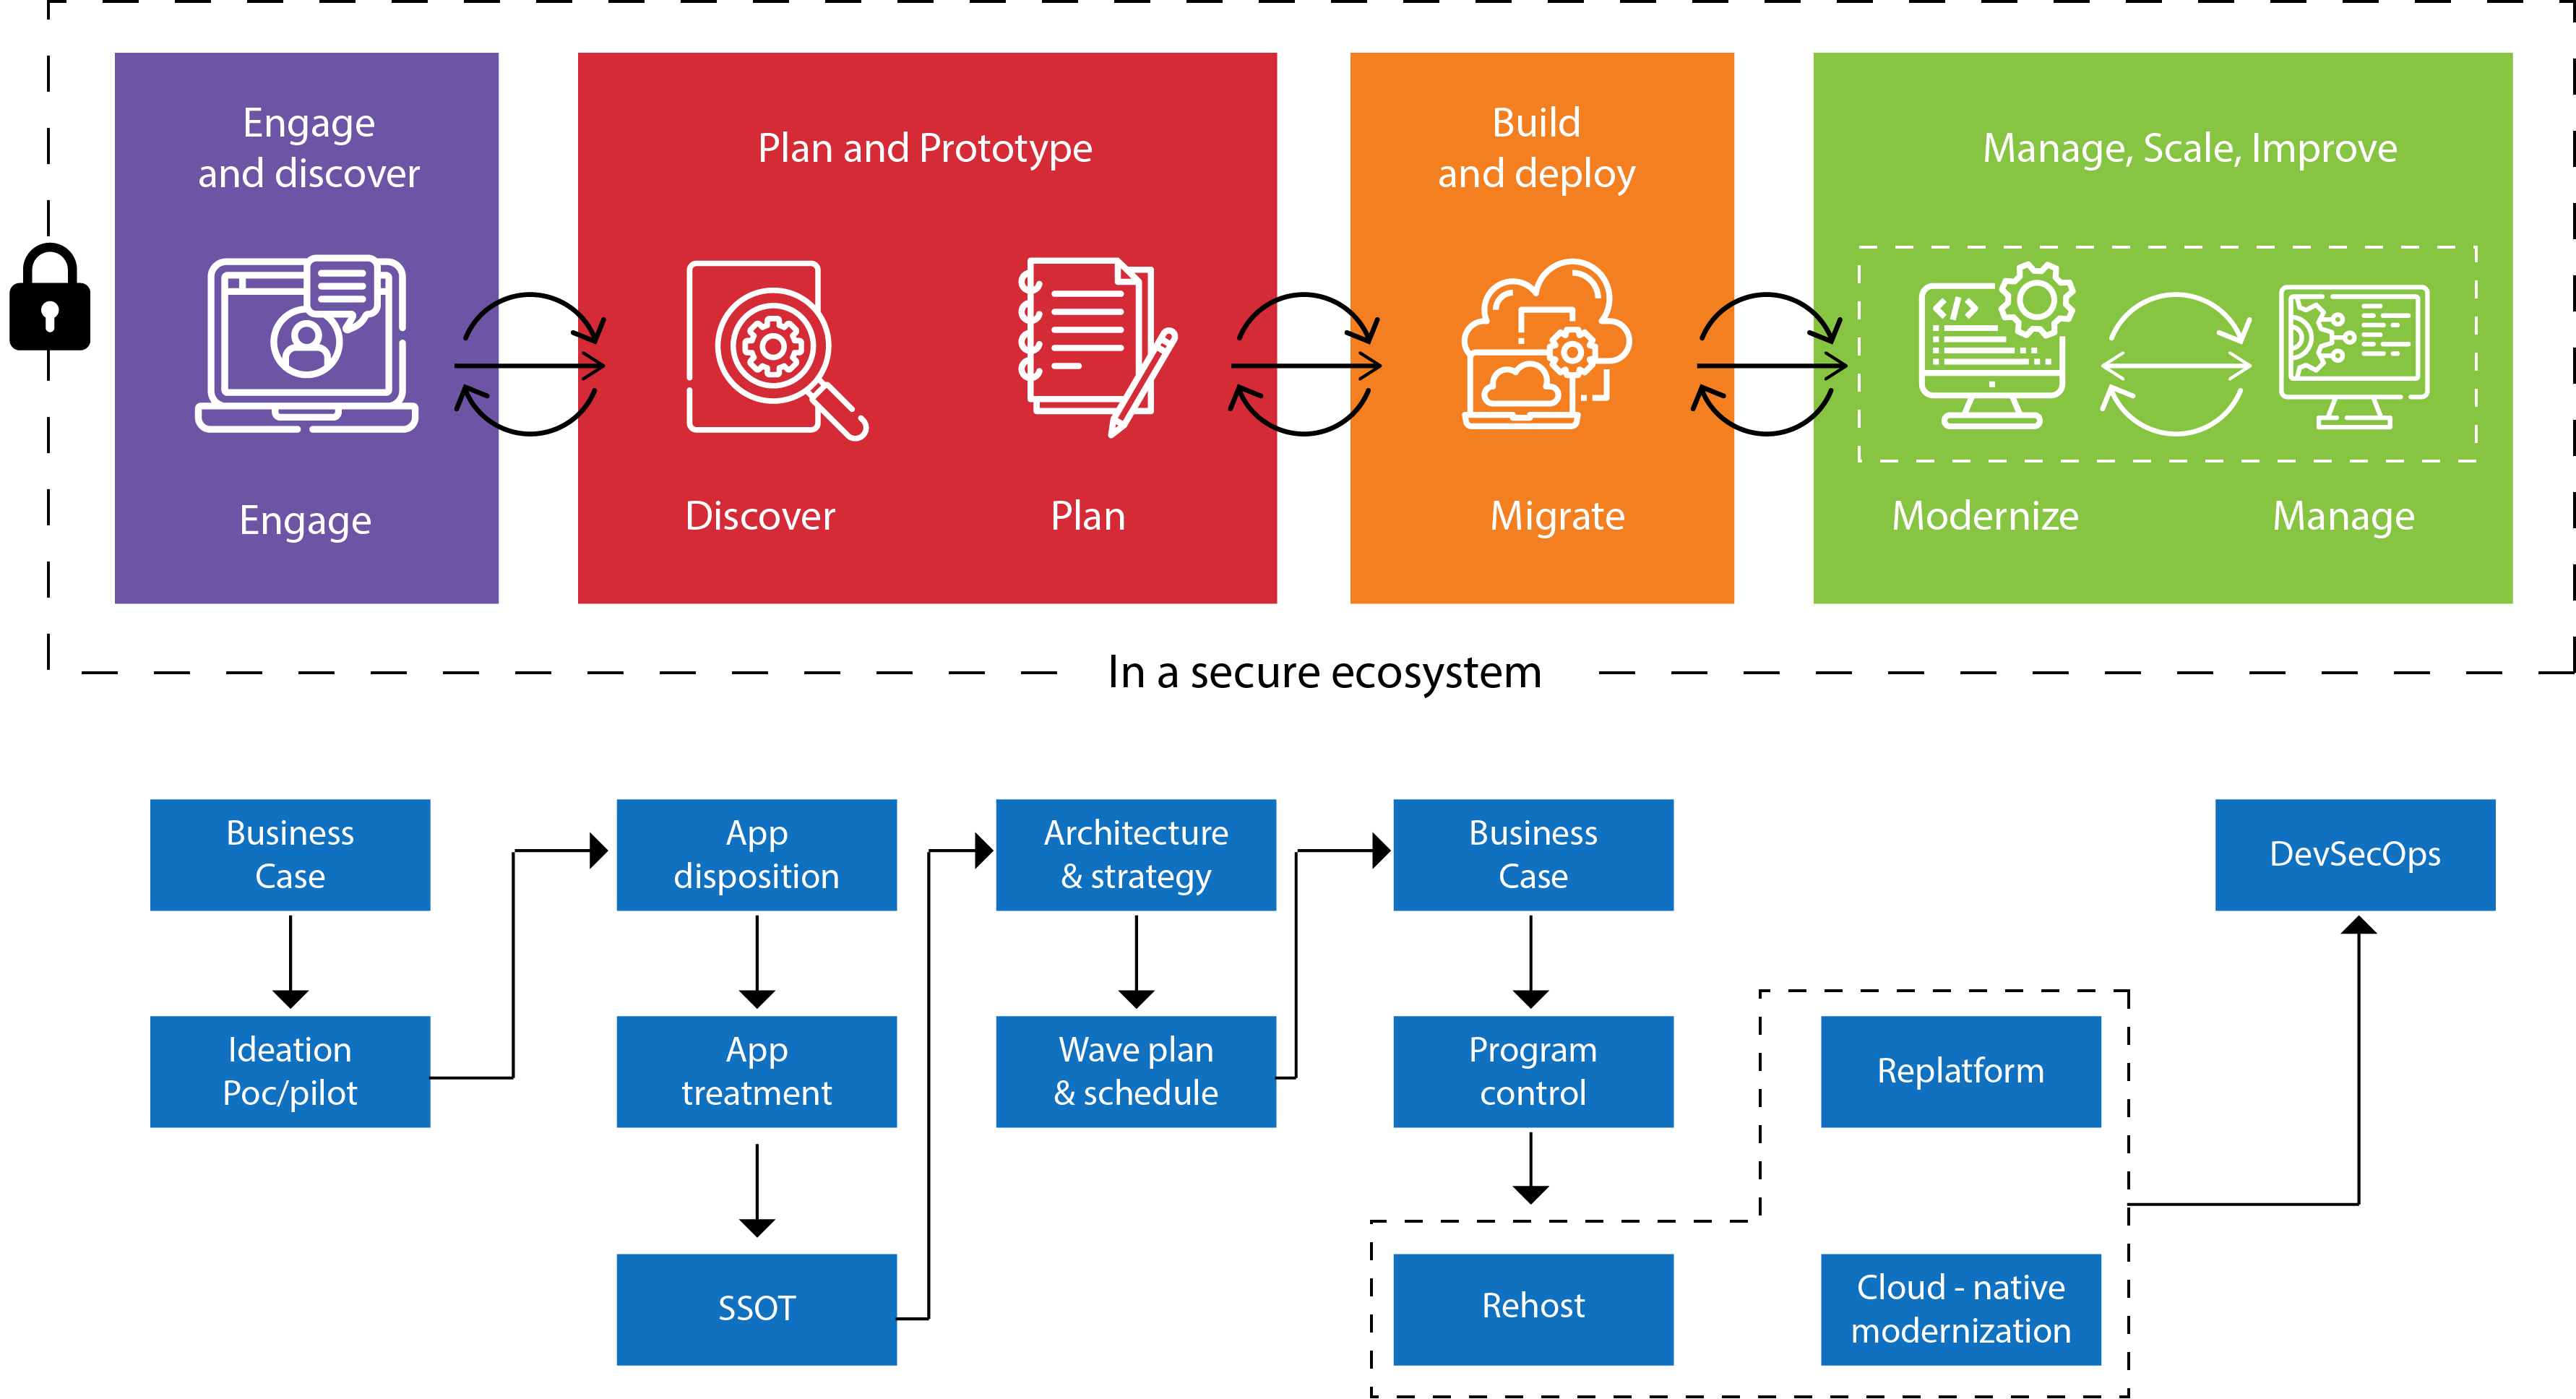 Engage
and discover
Plan and Prototype
Build
and deploy
Manage, Scale, Improve
Engage
Discover
Plan
Migrate
Modernize
Manage
In a secure ecosystem
Business
Case
App
disposition
Architecture
& strategy
Business
Case
DevSecOps
Ideation
Poc/pilot
App
treatment
Wave plan
& schedule
Program
control
Replatform
SSOT
Rehost
Cloud - native
modernization